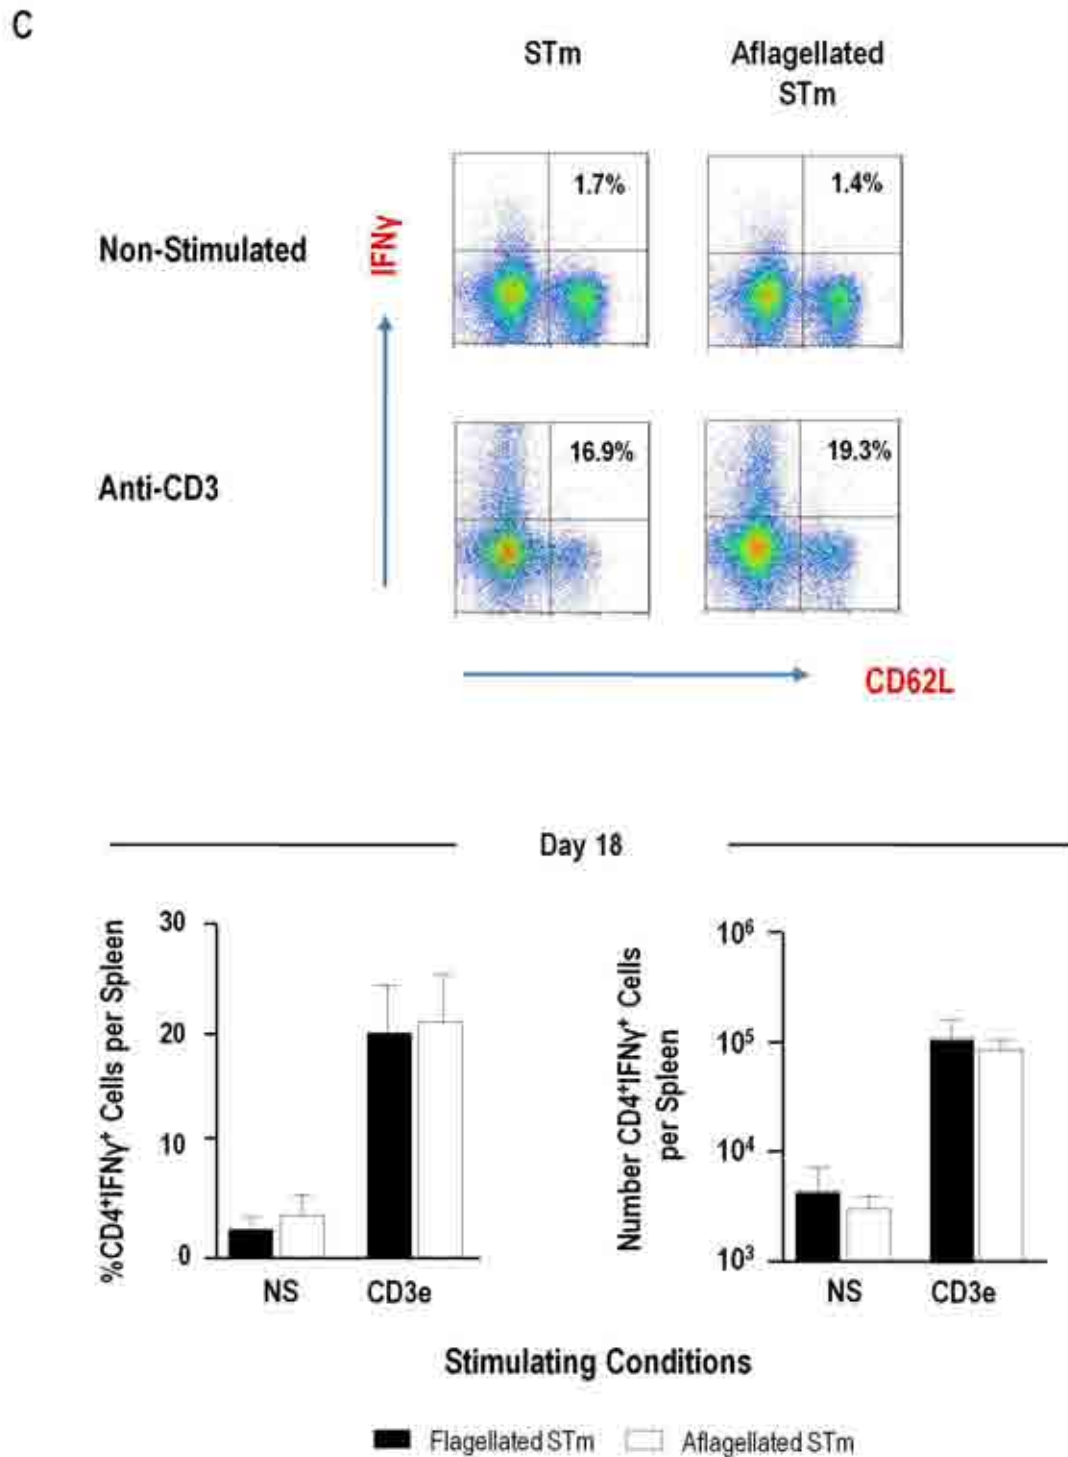 C
STm
Aflagellated
STm
Non-Stimulated
IFNγ
1.7%
1.4%
Anti-CD3
16.9%
19.3%
CD62L
Day 18
%CD4⁺IFNγ⁺ Cells per Spleen
30
20
10
0
NS
CD3e
Number CD4⁺IFNγ⁺ Cells
per Spleen
10⁶
10⁵
10⁴
10³
NS
CD3e
Stimulating Conditions
Flagellated STm
Aflagellated STm